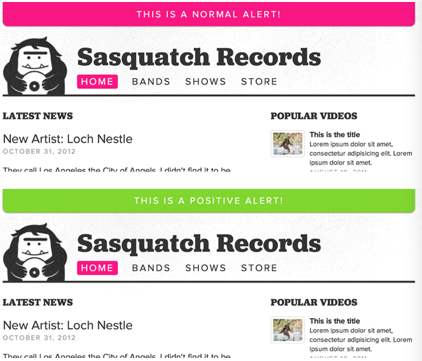 THIS IS A NORMAL ALERT!
Sasquatch Records
HOME BANDS SHOWS STORE
LATEST NEWS
New Artist: Loch Nestle
OCTOBER 31, 2012
They call Los Angeles the City of Angels. I didn't find it to be
POPULAR VIDEOS
This is the title
Lorem ipsum dolor sit amet,
consectetur adipisicing elit. Lorem
ipsum dolor sit amet.
THIS IS A POSITIVE ALERT!
Sasquatch Records
HOME BANDS SHOWS STORE
LATEST NEWS
New Artist: Loch Nestle
OCTOBER 31, 2012
They call Los Angeles the City of Angels. I didn't find it to be
POPULAR VIDEOS
This is the title
Lorem ipsum dolor sit amet,
consectetur adipisicing elit. Lorem
ipsum dolor sit amet.